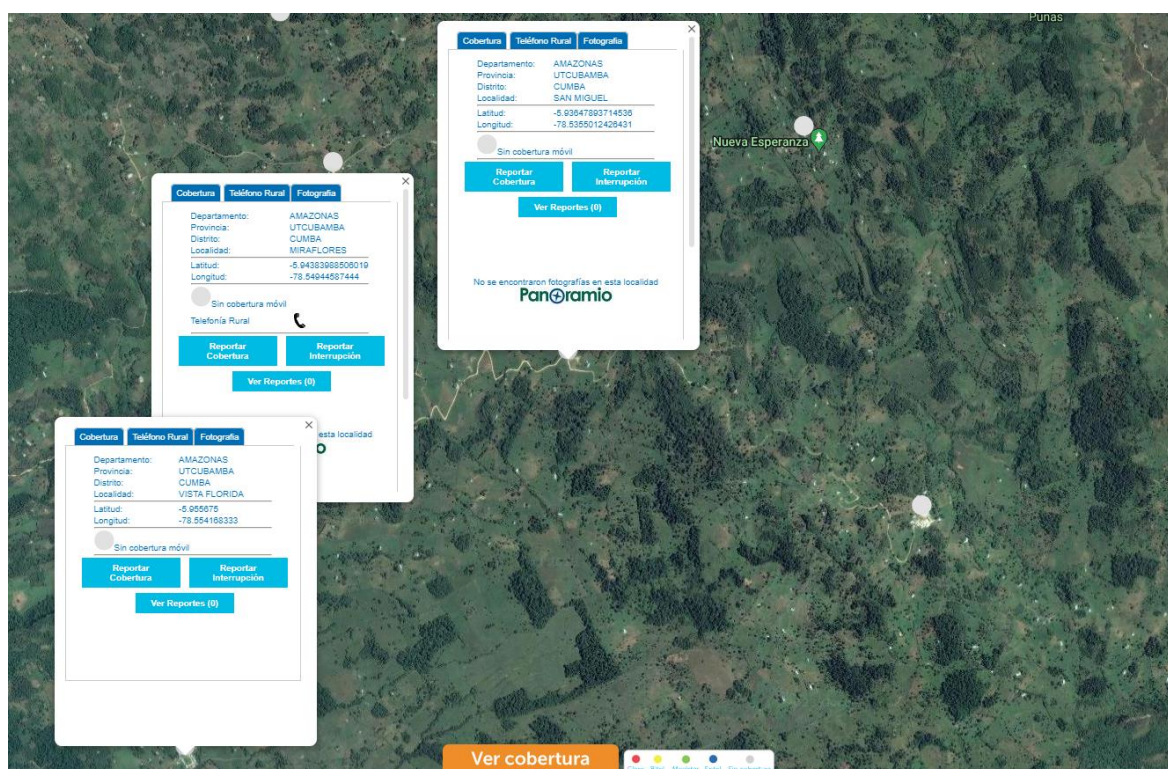 Punas
Cobertura Teléfono Rural Fotografía
Departamento: AMAZONAS
Provincia: UTCUBAMBA
Distrito: CUMBA
Localidad: SAN MIGUEL
Latitud: -5.93647893714536
Longitud: -78.5355012426431
Sin cobertura móvil
Reportar Cobertura Reportar Interrupción
Ver Reportes (0)
No se encontraron fotografías en esta localidad
Panoramio
Nueva Esperanza
Cobertura Teléfono Rural Fotografía
Departamento: AMAZONAS
Provincia: UTCUBAMBA
Distrito: CUMBA
Localidad: MIRAFLORES
Latitud: -5.94383988506019
Longitud: -78.54944587444
Sin cobertura móvil
Telefonía Rural
Reportar Cobertura Reportar Interrupción
Ver Reportes (0)
esta localidad
Cobertura Teléfono Rural Fotografía
Departamento: AMAZONAS
Provincia: UTCUBAMBA
Distrito: CUMBA
Localidad: VISTA FLORIDA
Latitud: -5.955675
Longitud: -78.554168333
Sin cobertura móvil
Reportar Cobertura Reportar Interrupción
Ver Reportes (0)
Ver cobertura